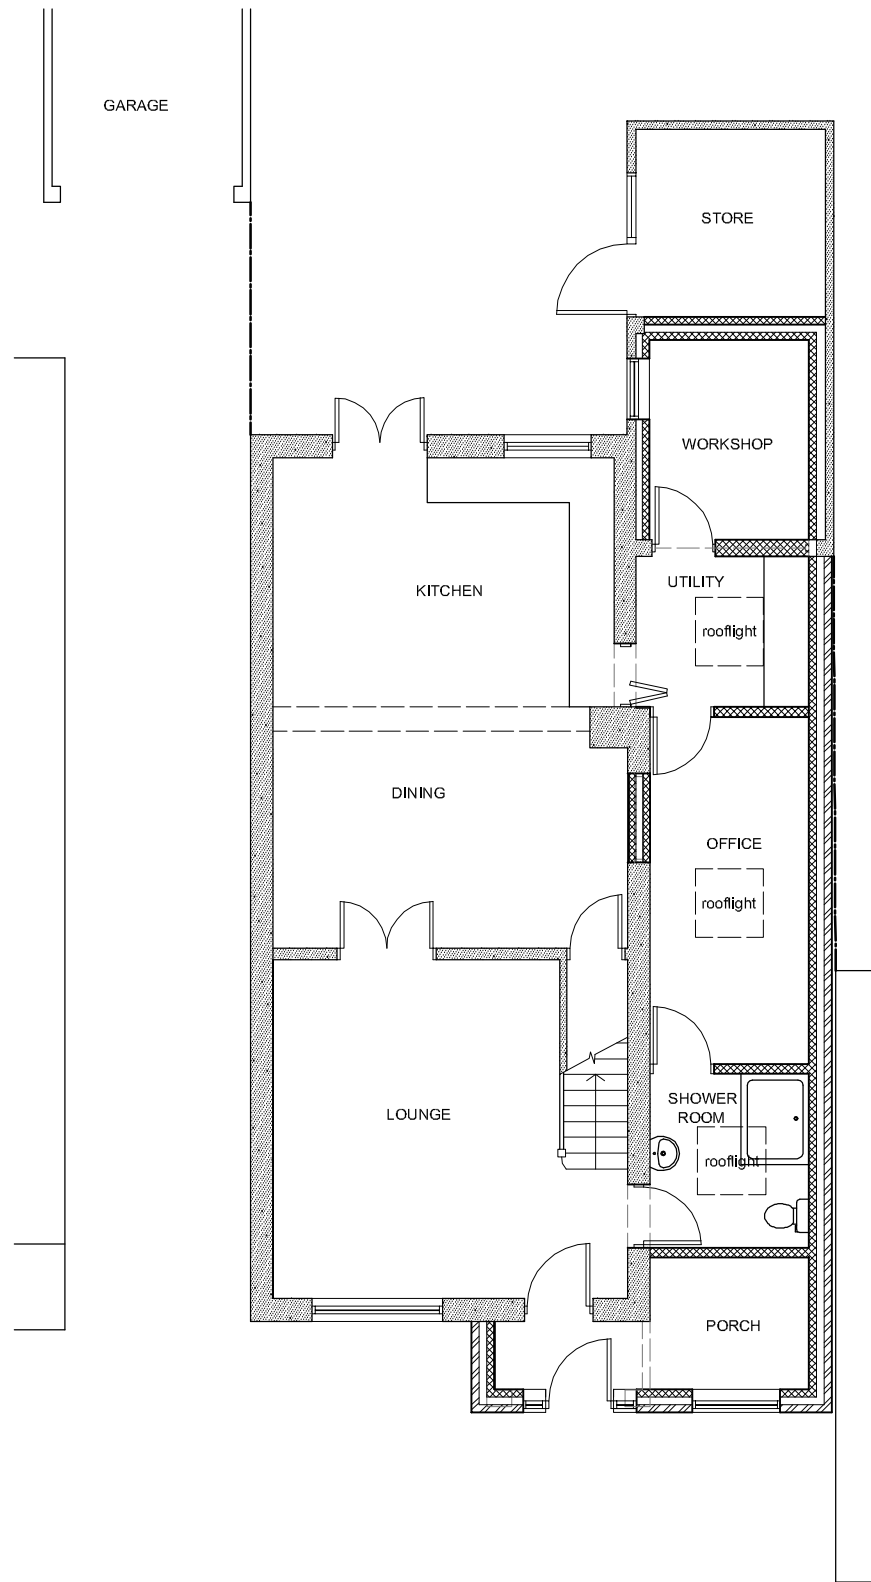 GARAGE
STORE
WORKSHOP
UTILITY
KITCHEN
rooflight
DINING
OFFICE
rooflight
SHOWER
ROOM
LOUNGE
rooflight
PORCH